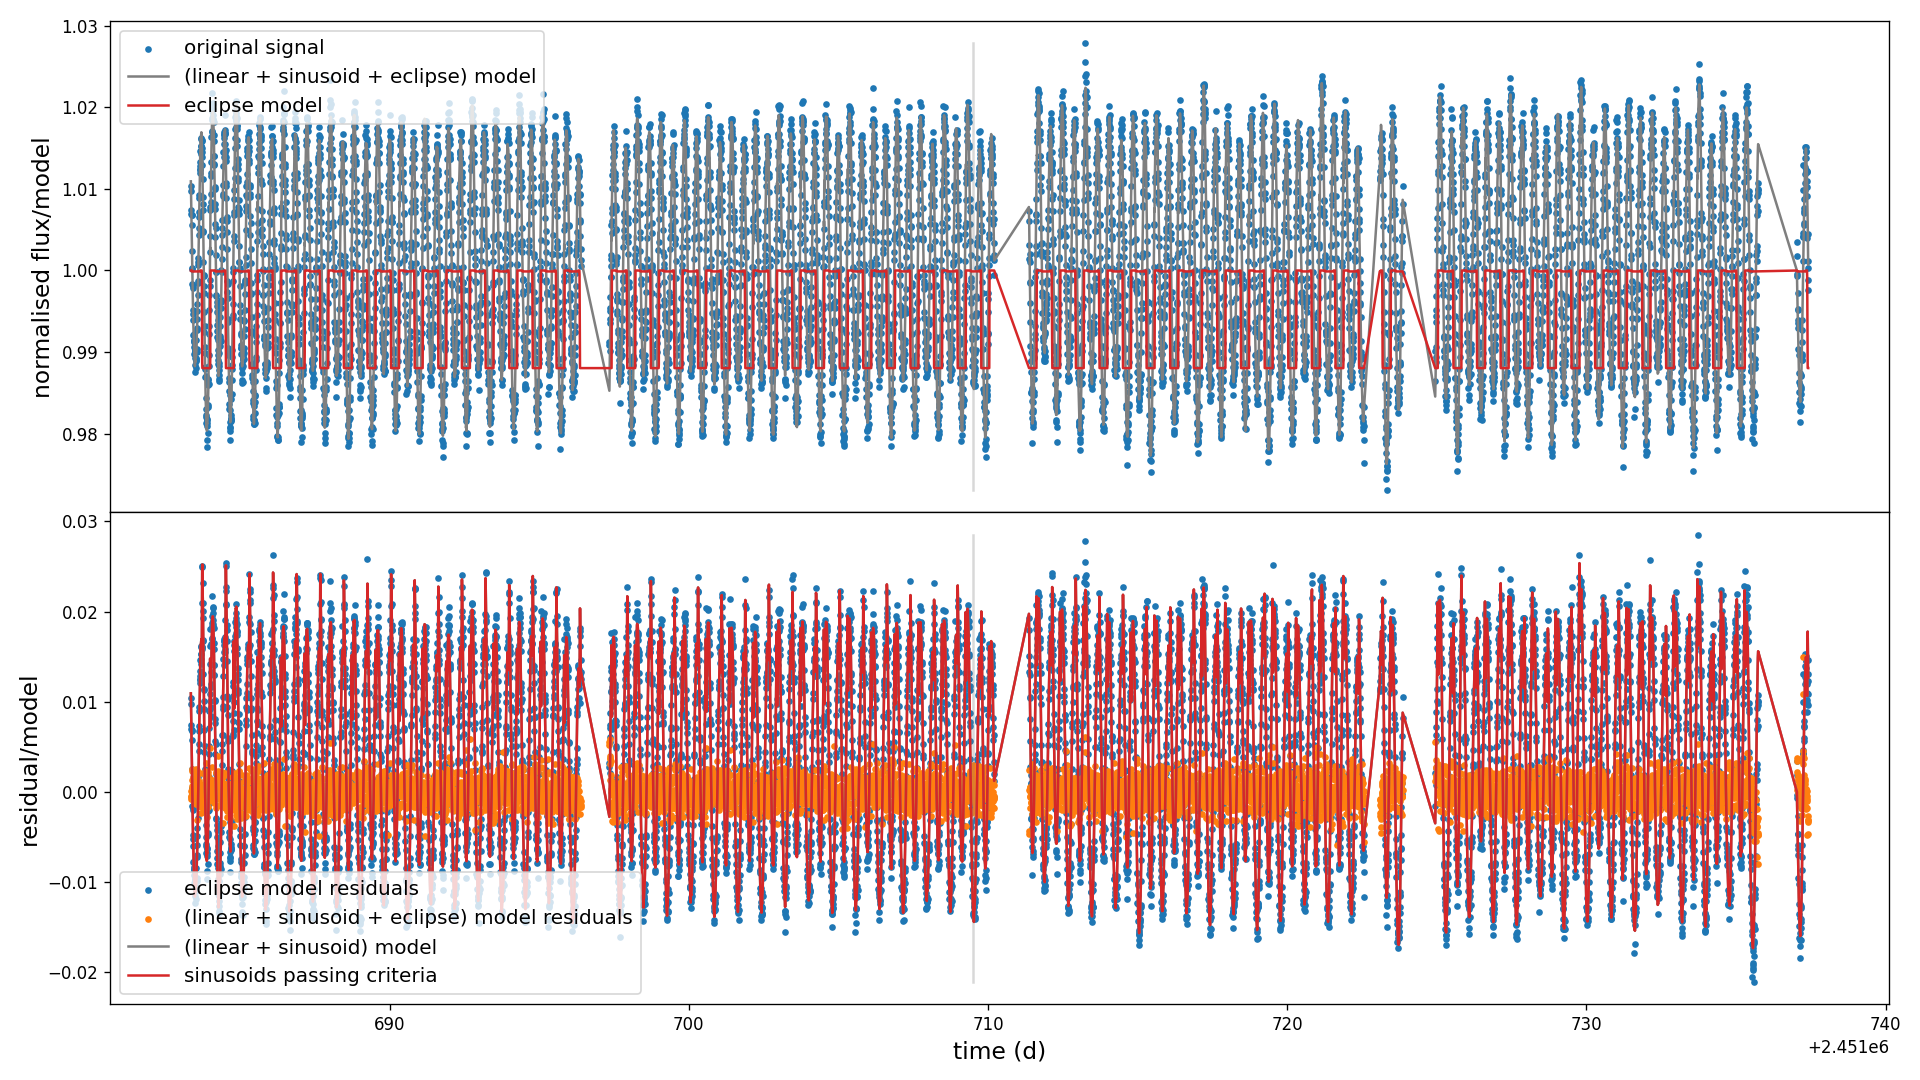 1.03
1.02
1.01
1.00
0.99
0.98
normalised flux/model
original signal
(linear + sinusoid + eclipse) model
eclipse model
0.03
0.02
0.01
0.00
−0.01
−0.02
residual/model
eclipse model residuals
(linear + sinusoid + eclipse) model residuals
(linear + sinusoid) model
sinusoids passing criteria
690
700
710
720
730
740
time (d)
+2.451e6